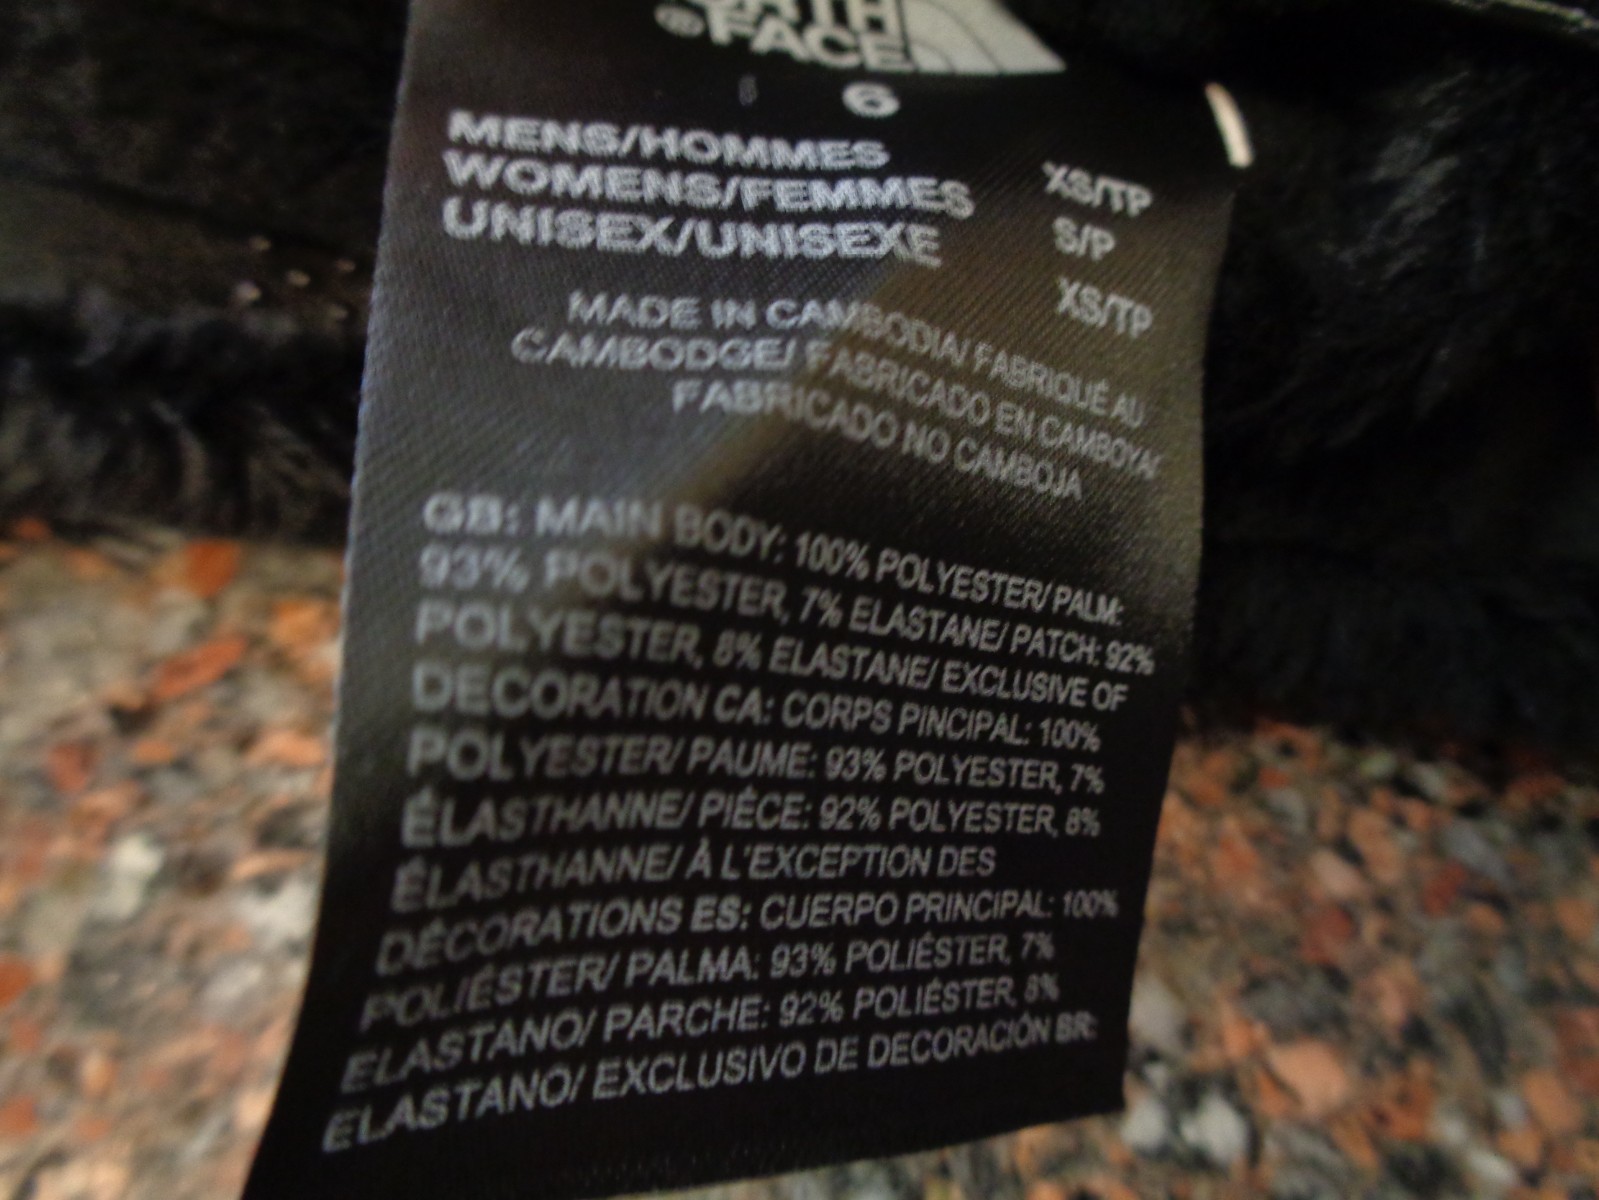 FACE
6
MENS/HOMMES XS/TP
WOMENS/FEMMES S/P
UNISEX/UNISEXE XS/TP
MADE IN CAMBODIA/ FABRIQUÉ AU
CAMBODGE/ FABRICADO EN CAMBOYA/
FABRICADO NO CAMBOJA
GB: MAIN BODY: 100% POLYESTER/ PALM:
93% POLYESTER, 7% ELASTANE/ PATCH: 92%
POLYESTER, 8% ELASTANE/ EXCLUSIVE OF
DECORATION CA: CORPS PINCIPAL: 100%
POLYESTER/ PAUME: 93% POLYESTER, 7%
ÉLASTHANNE/ PIÉCE: 92% POLYESTER, 8%
ÉLASTHANNE/ À L'EXCEPTION DES
DÉCORATIONS ES: CUERPO PRINCIPAL: 100%
POLIÉSTER/ PALMA: 93% POLIÉSTER, 7%
ELASTANO/ PARCHE: 92% POLIÉSTER, 8%
ELASTANO/ EXCLUSIVO DE DECORACIÓN BR: